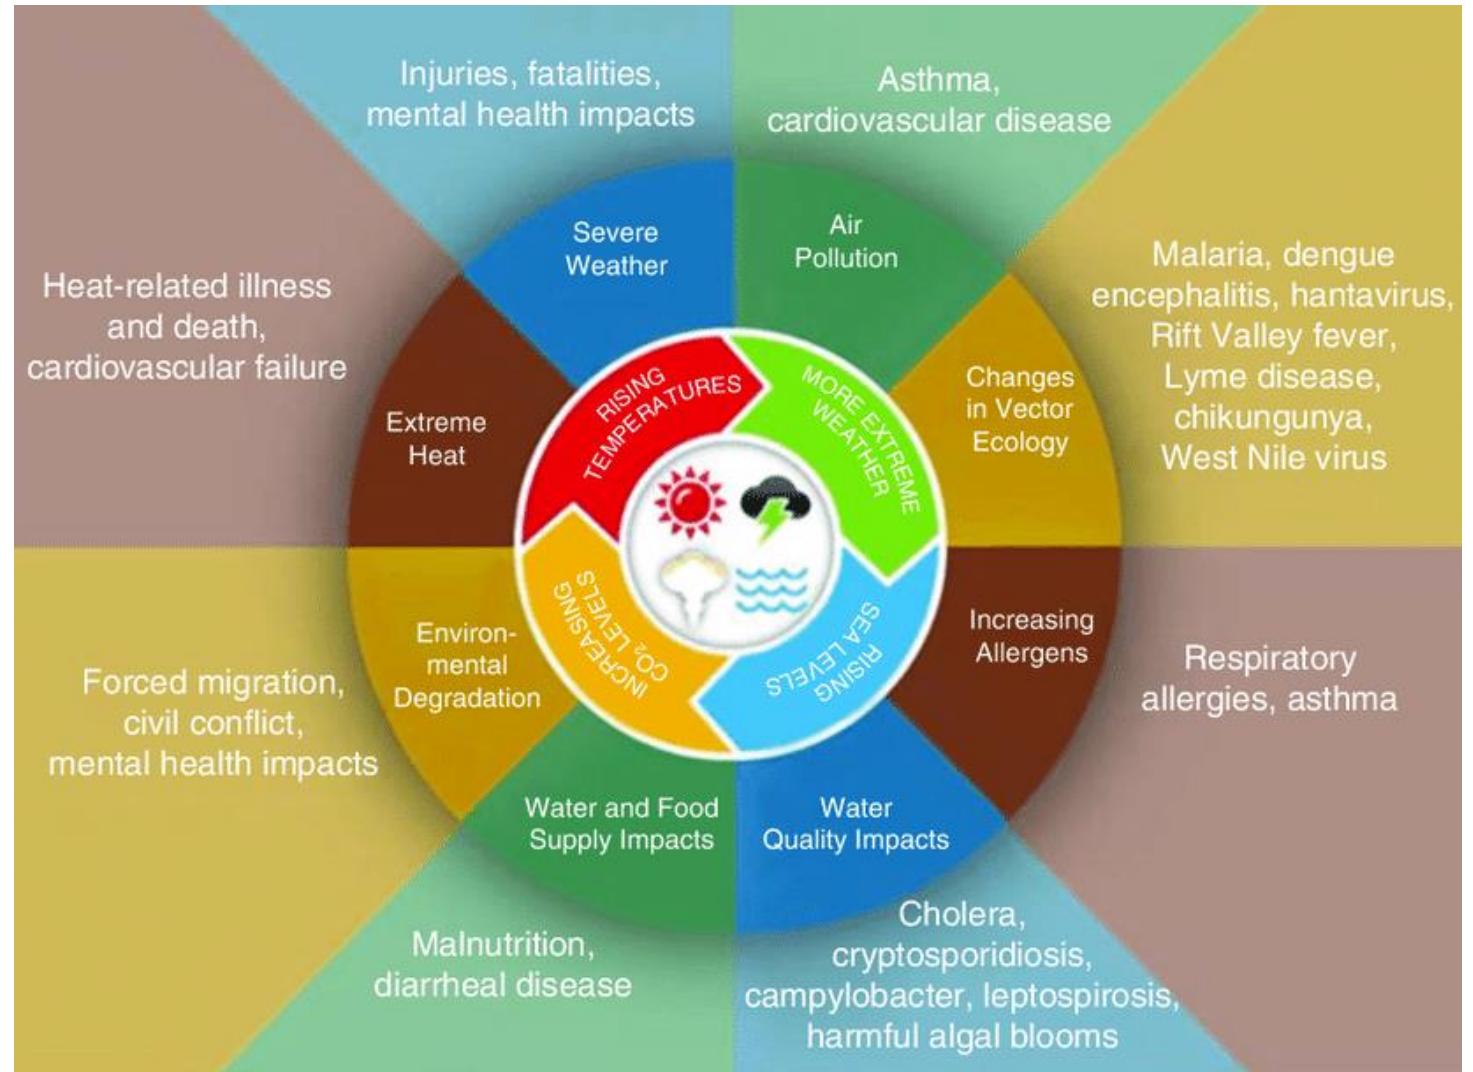 Injuries, fatalities,
mental health impacts
Asthma,
cardiovascular disease
Severe
Weather
Air
Pollution
Heat-related illness
and death,
cardiovascular failure
Malaria, dengue
encephalitis, hantavirus,
Rift Valley fever,
Lyme disease,
chikungunya,
West Nile virus
Extreme
Heat
Changes
in Vector
Ecology
RISING
TEMPERATURES
MORE EXTREME
WEATHER
INCREASING
CO₂ LEVELS
RISING
SEA LEVELS
Environ-
mental
Degradation
Increasing
Allergens
Forced migration,
civil conflict,
mental health impacts
Respiratory
allergies, asthma
Water and Food
Supply Impacts
Water
Quality Impacts
Malnutrition,
diarrheal disease
Cholera,
cryptosporidiosis,
campylobacter, leptospirosis,
harmful algal blooms